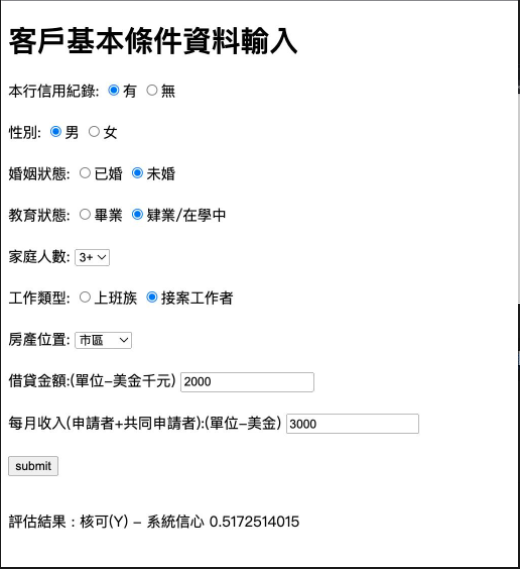 客戶基本條件資料輸入
本行信用紀錄: 有 無
性別: 男 女
婚姻狀態: 已婚 未婚
教育狀態: 畢業 肄業/在學中
家庭人數: 3+
工作類型: 上班族 接案工作者
房產位置: 市區
借貸金額:(單位-美金千元) 2000
每月收入(申請者+共同申請者):(單位-美金) 3000
submit
評估結果 : 核可(Y) - 系統信心 0.5172514015